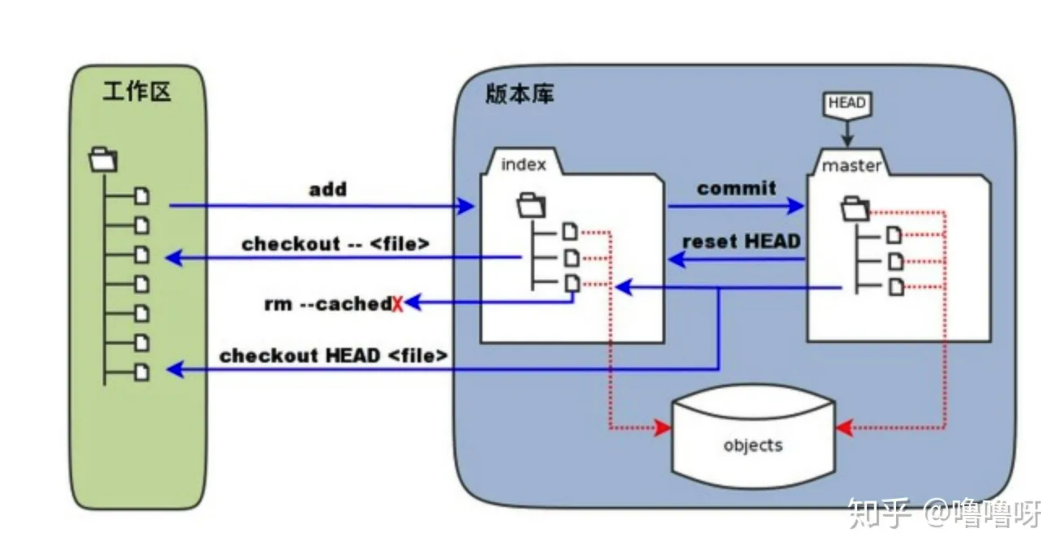 工作区
版本库
HEAD
index
master
add
commit
checkout -- <file>
reset HEAD
rm --cachedX
checkout HEAD <file>
objects
知乎 @噜噜呀